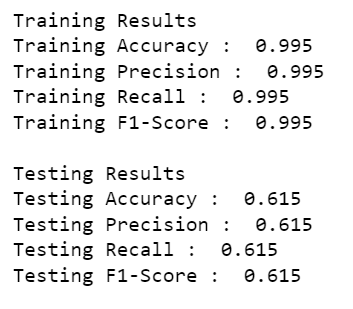 Training Results
Training Accuracy :  0.995
Training Precision :  0.995
Training Recall :  0.995
Training F1-Score :  0.995

Testing Results
Testing Accuracy :  0.615
Testing Precision :  0.615
Testing Recall :  0.615
Testing F1-Score :  0.615